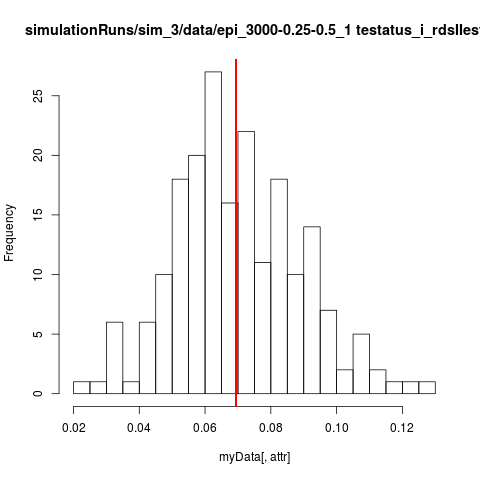 simulationRuns/sim_3/data/epi_3000-0.25-0.5_1 testatus_i_rdsllest
Frequency
25
20
15
10
5
0
0.02 0.04 0.06 0.08 0.10 0.12
myData[, attr]